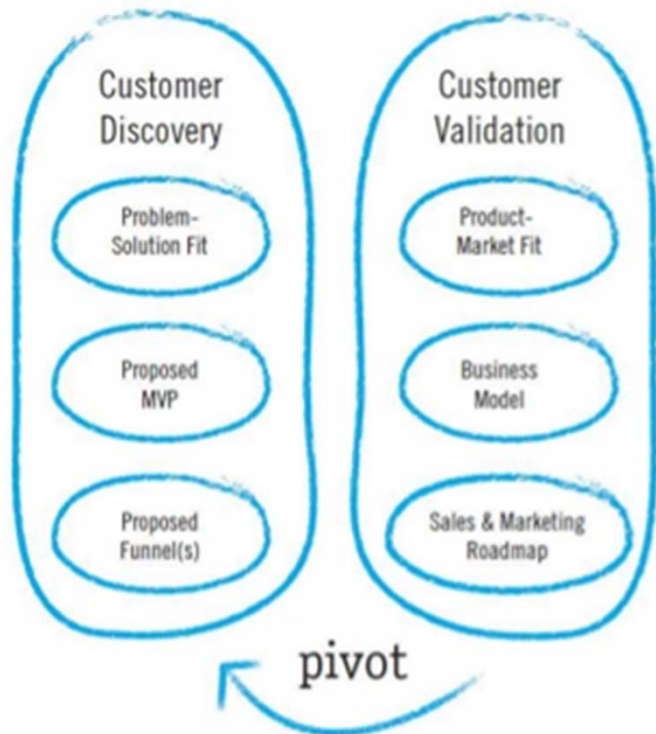 Customer
Discovery
Problem-
Solution Fit
Proposed
MVP
Proposed
Funnel(s)
Customer
Validation
Product-
Market Fit
Business
Model
Sales & Marketing
Roadmap
pivot